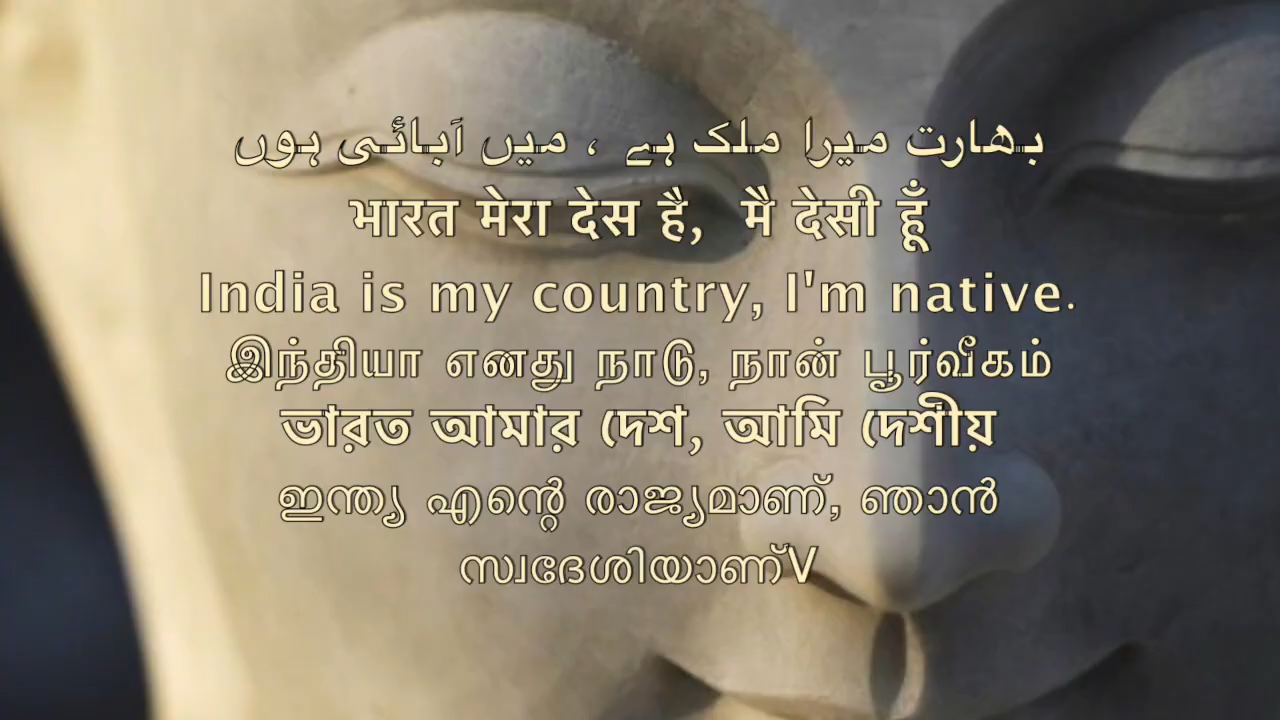 بھارت میرا ملک ہے ، میں آبائی ہوں
भारत मेरा देस है, मै देसी हूँ
India is my country, I'm native.
இந்தியா எனது நாடு, நான் பூர்வீகம்
ভারত আমার দেশ, আমি দেশীয়
ഇന്ത്യ എന്റെ രാജ്യമാണ്, ഞാൻ
സ്വദേശിയാണ്V